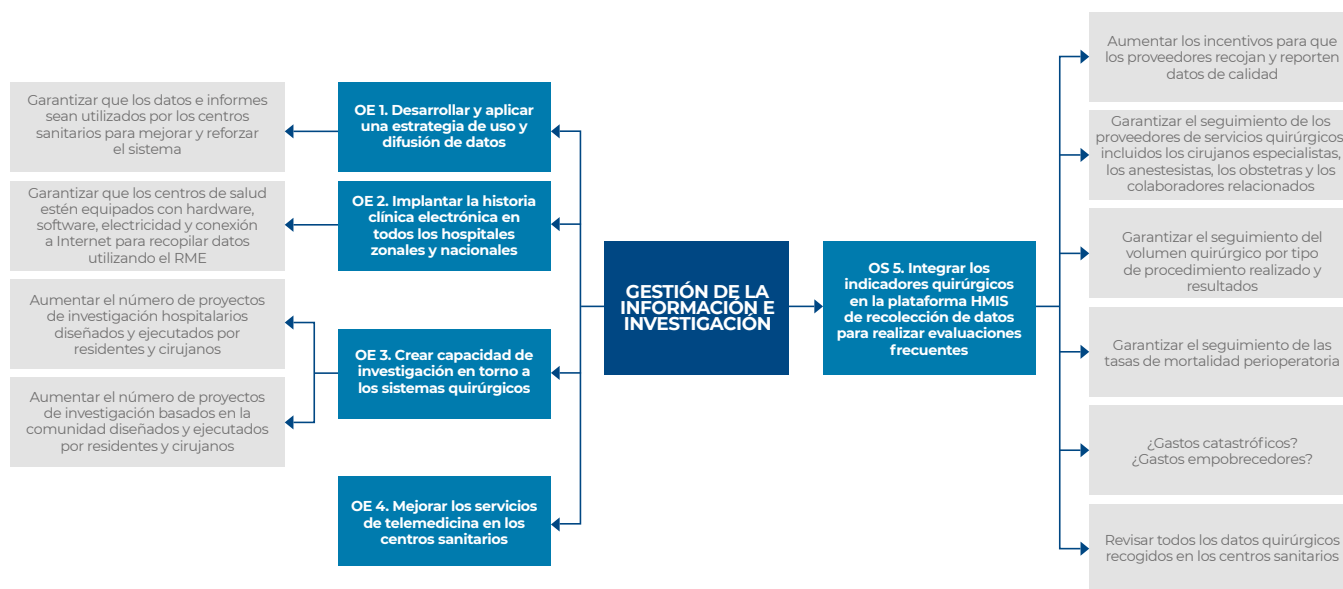 Garantizar que los datos e informes
sean utilizados por los centros
sanitarios para mejorar y reforzar
el sistema
Garantizar que los centros de salud
estén equipados con hardware,
software, electricidad y conexión
a Internet para recopilar datos
utilizando el RME
Aumentar el número de proyectos
de investigación hospitalarios
diseñados y ejecutados por
residentes y cirujanos
Aumentar el número de proyectos
de investigación basados en la
comunidad diseñados y ejecutados
por residentes y cirujanos
OE 1. Desarrollar y aplicar
una estrategia de uso y
difusión de datos
OE 2. Implantar la historia
clínica electrónica en
todos los hospitales
zonales y nacionales
OE 3. Crear capacidad de
investigación en torno a
los sistemas quirúrgicos
OE 4. Mejorar los servicios
de telemedicina en los
centros sanitarios
GESTIÓN DE LA
INFORMACIÓN E
INVESTIGACIÓN
OS 5. Integrar los
indicadores quirúrgicos
en la plataforma HMIS
de recolección de datos
para realizar evaluaciones
frecuentes
Aumentar los incentivos para que
los proveedores recojan y reporten
datos de calidad
Garantizar el seguimiento de los
proveedores de servicios quirúrgicos
incluidos los cirujanos especialistas,
los anestesistas, los obstetras y los
colaboradores relacionados
Garantizar el seguimiento del
volumen quirúrgico por tipo
de procedimiento realizado y
resultados
Garantizar el seguimiento de las
tasas de mortalidad perioperatoria
¿Gastos catastróficos?
¿Gastos empobrecedores?
Revisar todos los datos quirúrgicos
recogidos en los centros sanitarios